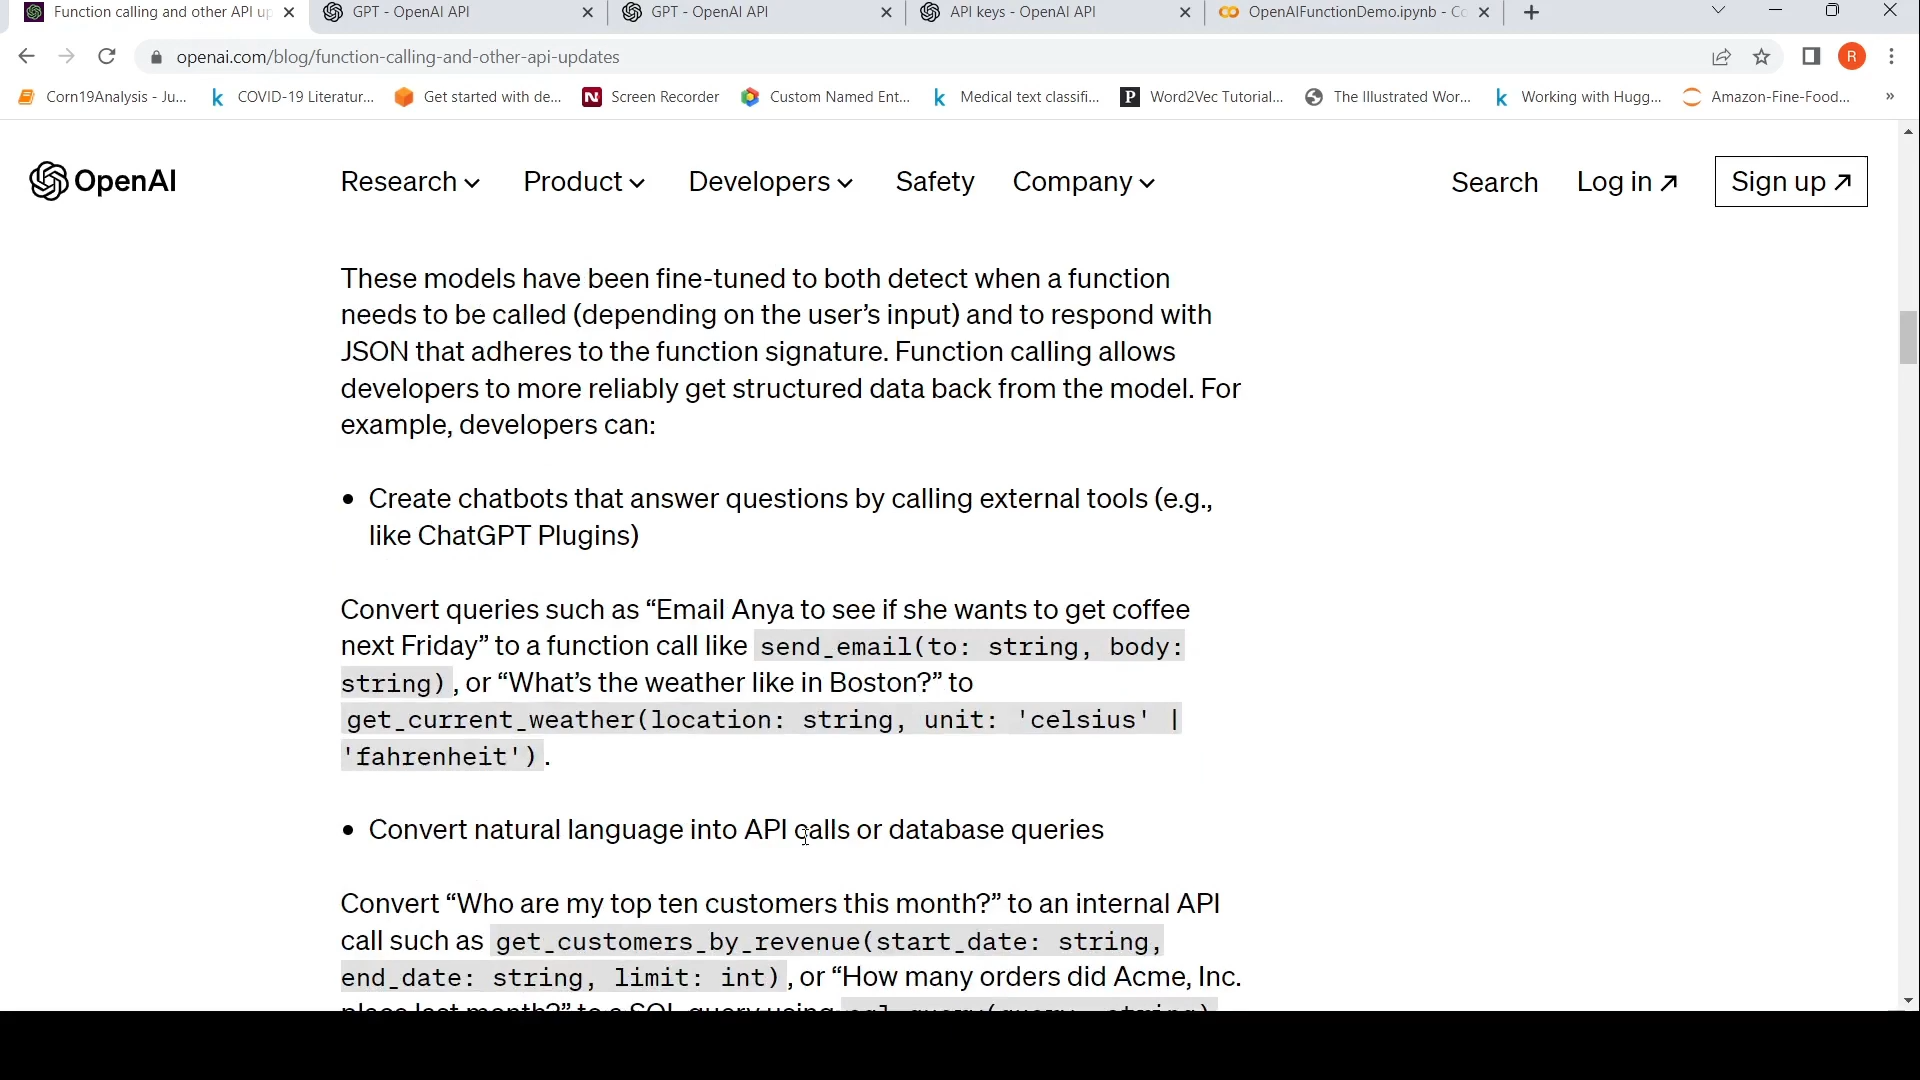 Function calling and other API up
GPT - OpenAI API
GPT - OpenAI API
API keys - OpenAI API
OpenAIFunctionDemo.ipynb - Co
openai.com/blog/function-calling-and-other-api-updates
R
Corn19Analysis - Ju...
COVID-19 Literatur...
Get started with de...
N Screen Recorder
Custom Named Ent...
k Medical text classifi...
P Word2Vec Tutorial...
The Illustrated Wor...
k Working with Hugg...
Amazon-Fine-Food...
»
OpenAI
Research
Product
Developers
Safety
Company
Search
Log in ↗
Sign up ↗
These models have been fine-tuned to both detect when a function
needs to be called (depending on the user’s input) and to respond with
JSON that adheres to the function signature. Function calling allows
developers to more reliably get structured data back from the model. For
example, developers can:
• Create chatbots that answer questions by calling external tools (e.g.,
like ChatGPT Plugins)
Convert queries such as “Email Anya to see if she wants to get coffee
next Friday” to a function call like send_email(to: string, body:
string), or “What’s the weather like in Boston?” to
get_current_weather(location: string, unit: 'celsius' |
'fahrenheit').
• Convert natural language into API calls or database queries
Convert “Who are my top ten customers this month?” to an internal API
call such as get_customers_by_revenue(start_date: string,
end_date: string, limit: int), or “How many orders did Acme, Inc.
place last month?” to a SQL query using sql_query(query: string)